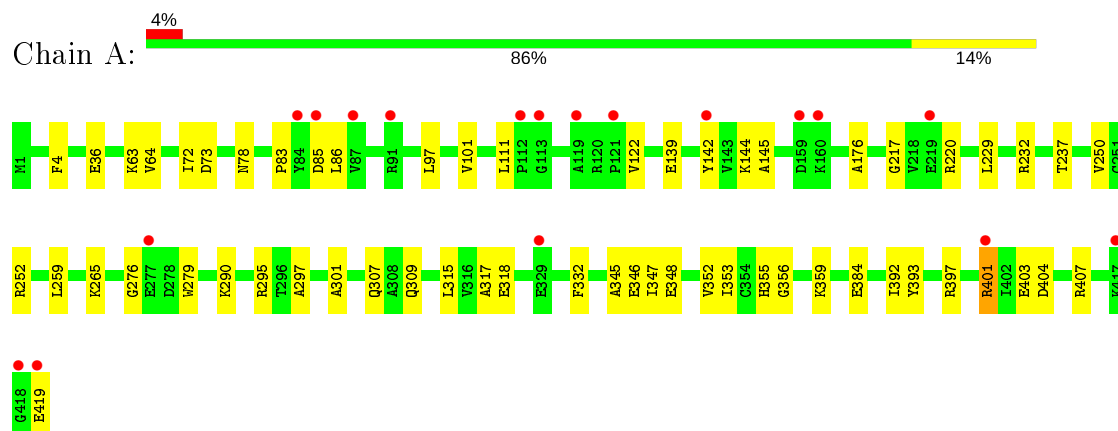 4%
Chain A:
86% 14%
M1 F4 E36 K63 V64 I72 D73 N78 P83 Y84 D85 L86 V87 R91 L97 V101 L111 P112 G113 A119 R120 P121 V122 E139 Y142 V143 K144 A145 D159 K160 A176 G217 V218 E219 R220 L229 R232 T237 V250 C251
R252 L259 K265 G276 E277 D278 W279 K290 R295 T296 A297 A301 Q307 A308 Q309 L315 V316 A317 E318 E329 F332 A345 E346 I347 E348 V352 I353 C354 H355 G356 K359 E384 I392 Y393 R397 R401 I402 E403 D404 R407 K417
G418 E419